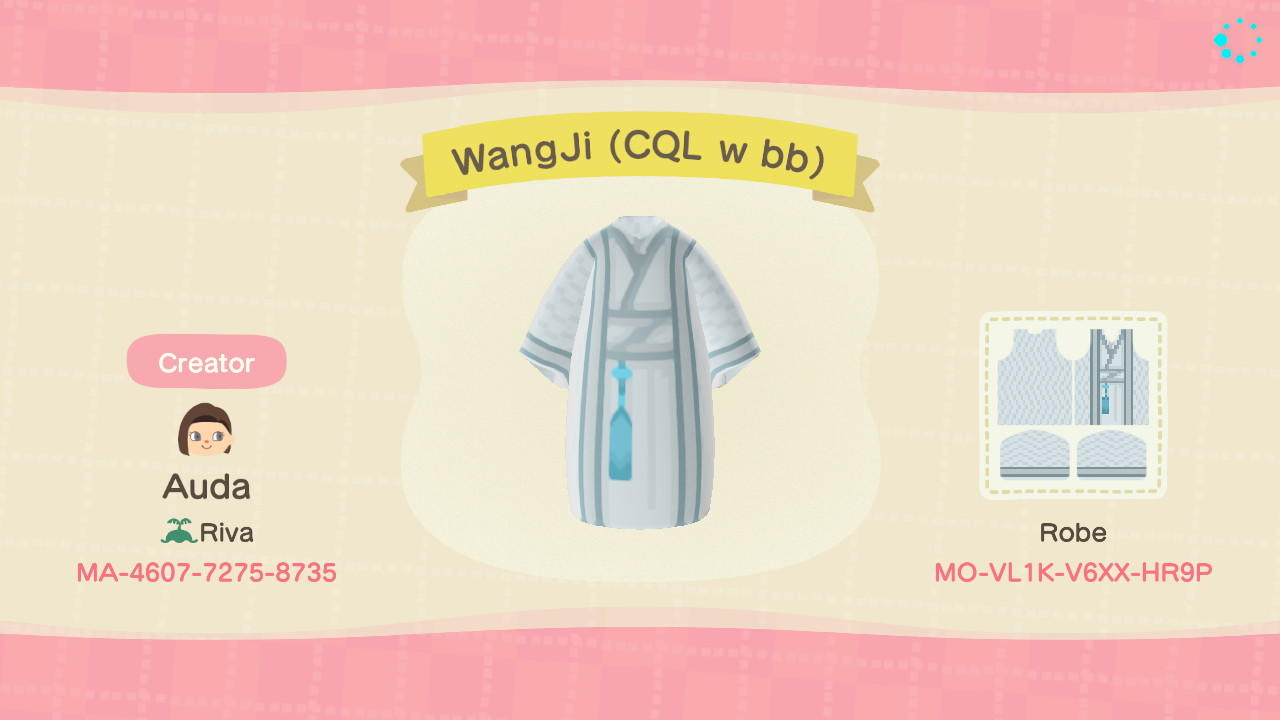 WangJi (CQL w bb)
Creator
Auda
Riva
MA-4607-7275-8735
Robe
MO-VL1K-V6XX-HR9P